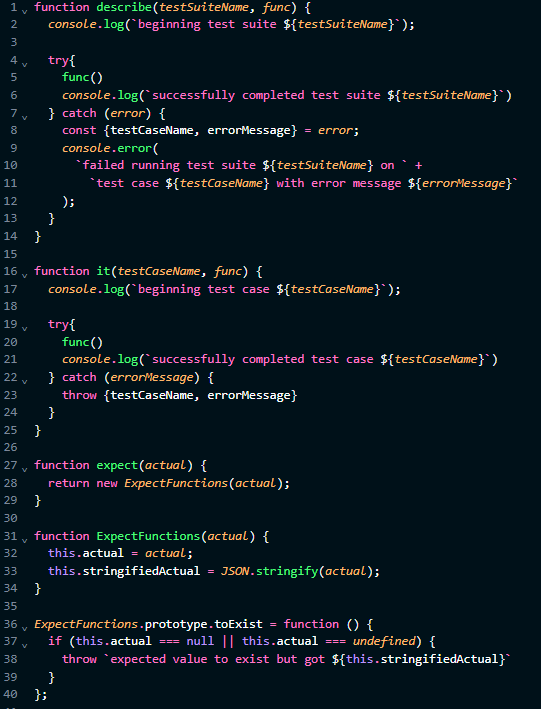 1 function describe(testSuiteName, func) {
2 console.log(`beginning test suite ${testSuiteName}`);
3
4 try{
5 func()
6 console.log(`successfully completed test suite ${testSuiteName}`)
7 } catch (error) {
8 const {testCaseName, errorMessage} = error;
9 console.error(
10 `failed running test suite ${testSuiteName} on ` +
11 `test case ${testCaseName} with error message ${errorMessage}`
12 );
13 }
14 }
15
16 function it(testCaseName, func) {
17 console.log(`beginning test case ${testCaseName}`);
18
19 try{
20 func()
21 console.log(`successfully completed test case ${testCaseName}`)
22 } catch (errorMessage) {
23 throw {testCaseName, errorMessage}
24 }
25 }
26
27 function expect(actual) {
28 return new ExpectFunctions(actual);
29 }
30
31 function ExpectFunctions(actual) {
32 this.actual = actual;
33 this.stringifiedActual = JSON.stringify(actual);
34 }
35
36 ExpectFunctions.prototype.toExist = function () {
37 if (this.actual === null || this.actual === undefined) {
38 throw `expected value to exist but got ${this.stringifiedActual}`
39 }
40 };